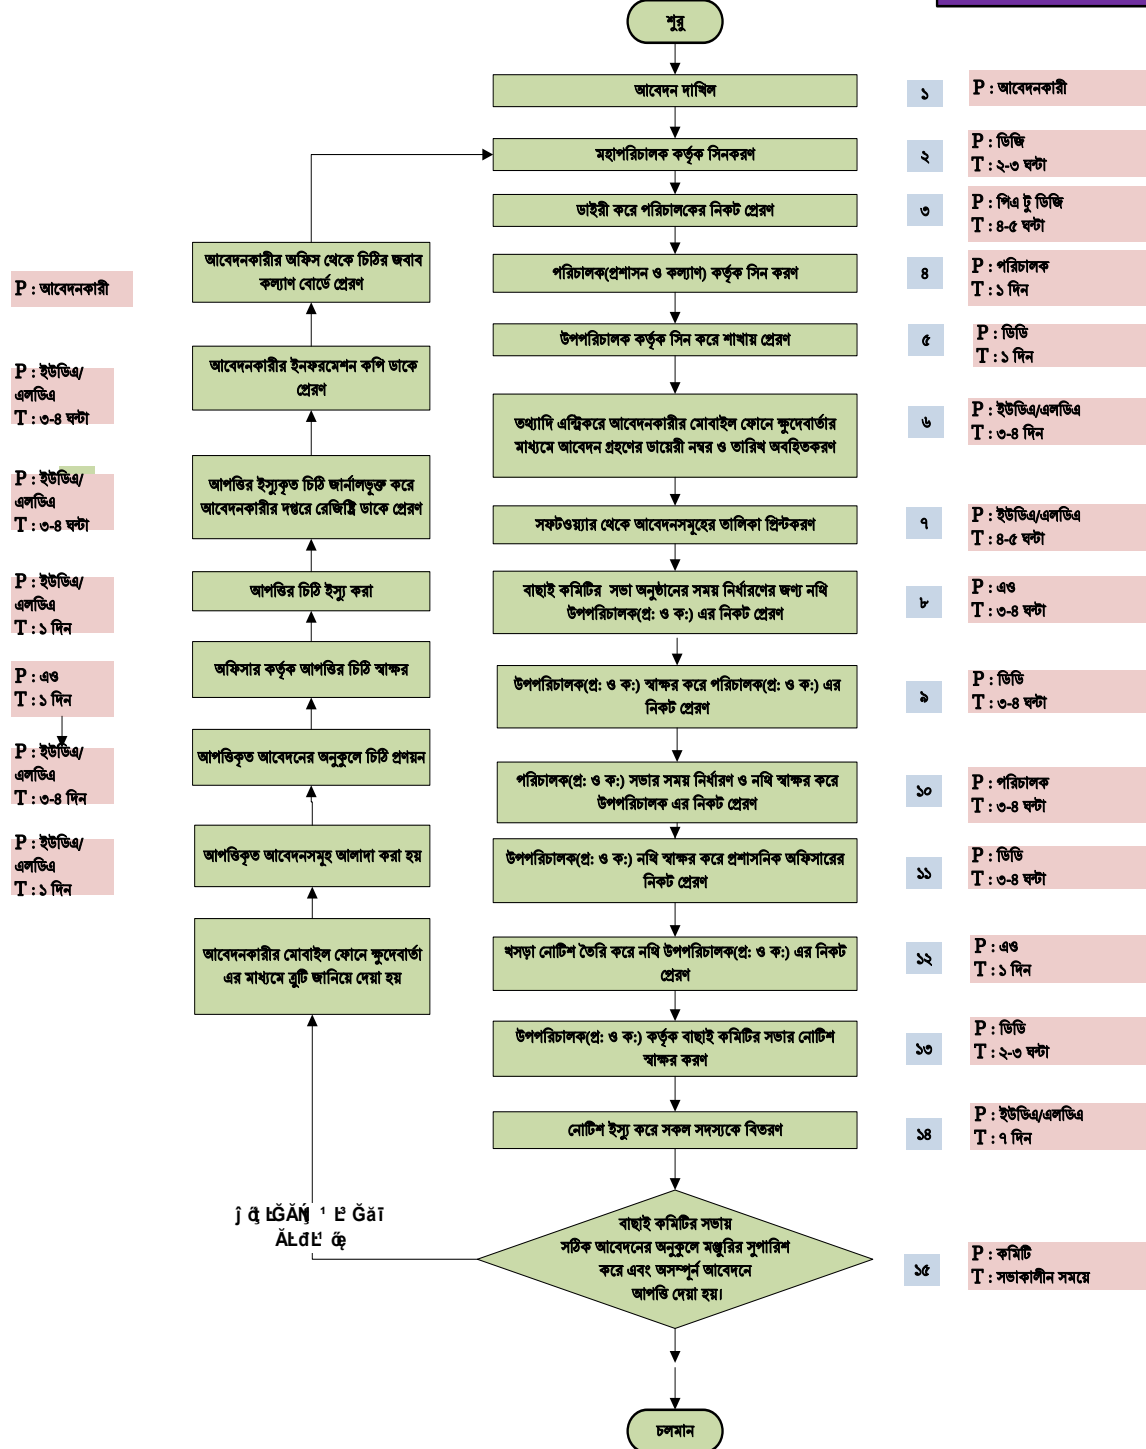 শুরু
আবেদন দাখিল
১
P : আবেদনকারী
মহাপরিচালক কর্তৃক সিনকরণ
২
P : ডিজি
T : ২-৩ ঘন্টা
ডাইরী করে পরিচালকের নিকট প্রেরণ
৩
P : পিএ টু ডিজি
T : ৪-৫ ঘন্টা
পরিচালক(প্রশাসন ও কল্যাণ) কর্তৃক সিন করণ
৪
P : পরিচালক
T : ১ দিন
উপপরিচালক কর্তৃক সিন করে শাখায় প্রেরণ
৫
P : ডিডি
T : ১ দিন
তথ্যাদি এন্ট্রিকরে আবেদনকারীর মোবাইল ফোনে ক্ষুদেবার্তার
মাধ্যমে আবেদন গ্রহণের ডায়েরী নম্বর ও তারিখ অবহিতকরণ
৬
P : ইউডিএ/এলডিএ
T : ৩-৪ দিন
সফটওয়্যার থেকে আবেদনসমূহের তালিকা প্রিন্টকরণ
৭
P : ইউডিএ/এলডিএ
T : ৪-৫ ঘন্টা
বাছাই কমিটির সভা অনুষ্ঠানের সময় নির্ধারণের জণ্য নথি
উপপরিচালক(প্র: ও ক:) এর নিকট প্রেরণ
৮
P : এও
T : ৩-৪ ঘন্টা
উপপরিচালক(প্র: ও ক:) স্বাক্ষর করে পরিচালক(প্র: ও ক:) এর
নিকট প্রেরণ
৯
P : ডিডি
T : ৩-৪ ঘন্টা
পরিচালক(প্র: ও ক:) সভার সময় নির্ধারণ ও নথি স্বাক্ষর করে
উপপরিচালক এর নিকট প্রেরণ
১০
P : পরিচালক
T : ৩-৪ ঘন্টা
উপপরিচালক(প্র: ও ক:) নথি স্বাক্ষর করে প্রশাসনিক অফিসারের
নিকট প্রেরণ
১১
P : ডিডি
T : ৩-৪ ঘন্টা
খসড়া নোটিশ তৈরি করে নথি উপপরিচালক(প্র: ও ক:) এর নিকট
প্রেরণ
১২
P : এও
T : ১ দিন
উপপরিচালক(প্র: ও ক:) কর্তৃক বাছাই কমিটির সভার নোটিশ
স্বাক্ষর করণ
১৩
P : ডিডি
T : ২-৩ ঘন্টা
নোটিশ ইস্যু করে সকল সদস্যকে বিতরণ
১৪
P : ইউডিএ/এলডিএ
T : ৭ দিন
বাছাই কমিটির সভায়
সঠিক আবেদনের অনুকুলে মঞ্জুরির সুপারিশ
করে এবং অসম্পূর্ন আবেদনে
আপত্তি দেয়া হয়।
১৫
P : কমিটি
T : সভাকালীন সময়ে
চলমান
আবেদনকারীর অফিস থেকে চিঠির জবাব
কল্যাণ বোর্ডে প্রেরণ
P : আবেদনকারী
আবেদনকারীর ইনফরমেশন কপি ডাকে
প্রেরণ
P : ইউডিএ/
এলডিএ
T : ৩-৪ ঘন্টা
আপত্তির ইস্যুকৃত চিঠি জার্নালভূক্ত করে
আবেদনকারীর দপ্তরে রেজিষ্ট্রি ডাকে প্রেরণ
P : ইউডিএ/
এলডিএ
T : ৩-৪ ঘন্টা
আপত্তির চিঠি ইস্যু করা
P : ইউডিএ/
এলডিএ
T : ১ দিন
অফিসার কর্তৃক আপত্তির চিঠি স্বাক্ষর
P : এও
T : ১ দিন
আপত্তিকৃত আবেদনের অনুকুলে চিঠি প্রণয়ন
P : ইউডিএ/
এলডিএ
T : ৩-৪ দিন
আপত্তিকৃত আবেদনসমূহ আলাদা করা হয়
P : ইউডিএ/
এলডিএ
T : ১ দিন
আবেদনকারীর মোবাইল ফোনে ক্ষুদেবার্তা
এর মাধ্যমে ত্রুটি জানিয়ে দেয়া হয়